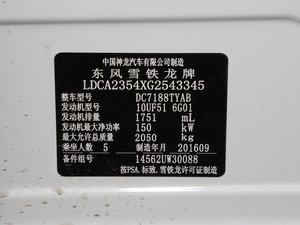 中国神龙汽车有限公司制造
东风雪铁龙牌
LDCA2354XG2543345
整车型号 DC7188TYAB
发动机型号 10UF51 6G01
发动机排量 1751 mL
发动机最大净功率 150 kW
最大允许总质量 2050 kg
乘坐人数 5 制造年月 201609
备件组号 14562UW30088
按PSA.标致.雪铁龙许可证制造